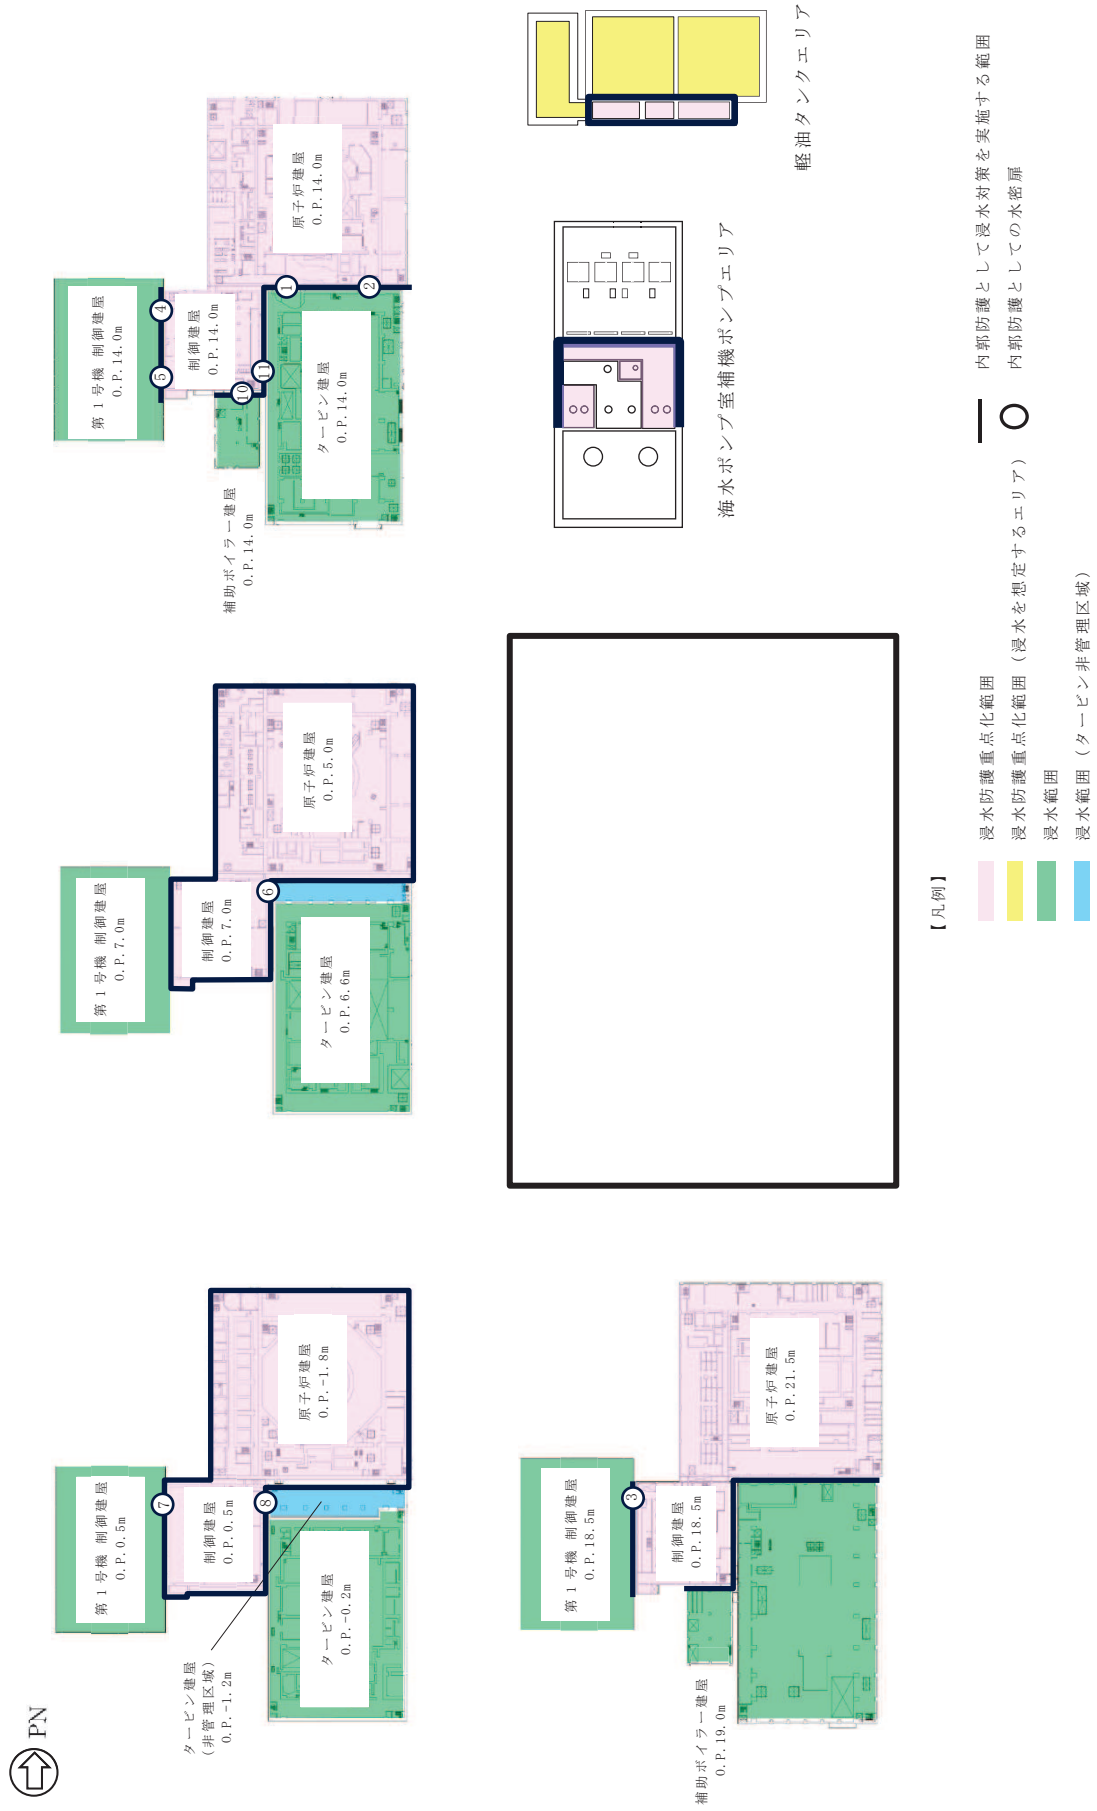 PN
第1号機 制御建屋
O.P.0.5m
⑦
制御建屋
O.P.0.5m
⑧
原子炉建屋
O.P.-1.8m
タービン建屋
O.P.-0.2m
タービン建屋
(非管理区域)
O.P.-1.2m
第1号機 制御建屋
O.P.7.0m
制御建屋
O.P.7.0m
⑥
原子炉建屋
O.P.5.0m
タービン建屋
O.P.6.6m
第1号機 制御建屋
O.P.14.0m
⑤
④
制御建屋
O.P.14.0m
⑩
⑪
①
②
原子炉建屋
O.P.14.0m
タービン建屋
O.P.14.0m
補助ボイラー建屋
O.P.14.0m
第1号機 制御建屋
O.P.18.5m
③
制御建屋
O.P.18.5m
原子炉建屋
O.P.21.5m
補助ボイラー建屋
O.P.19.0m
海水ポンプ室補機ポンプエリア
軽油タンクエリア
【凡例】
浸水防護重点化範囲
浸水防護重点化範囲（浸水を想定するエリア）
浸水範囲
浸水範囲（タービン非管理区域）
内郭防護として浸水対策を実施する範囲
内郭防護としての水密扉